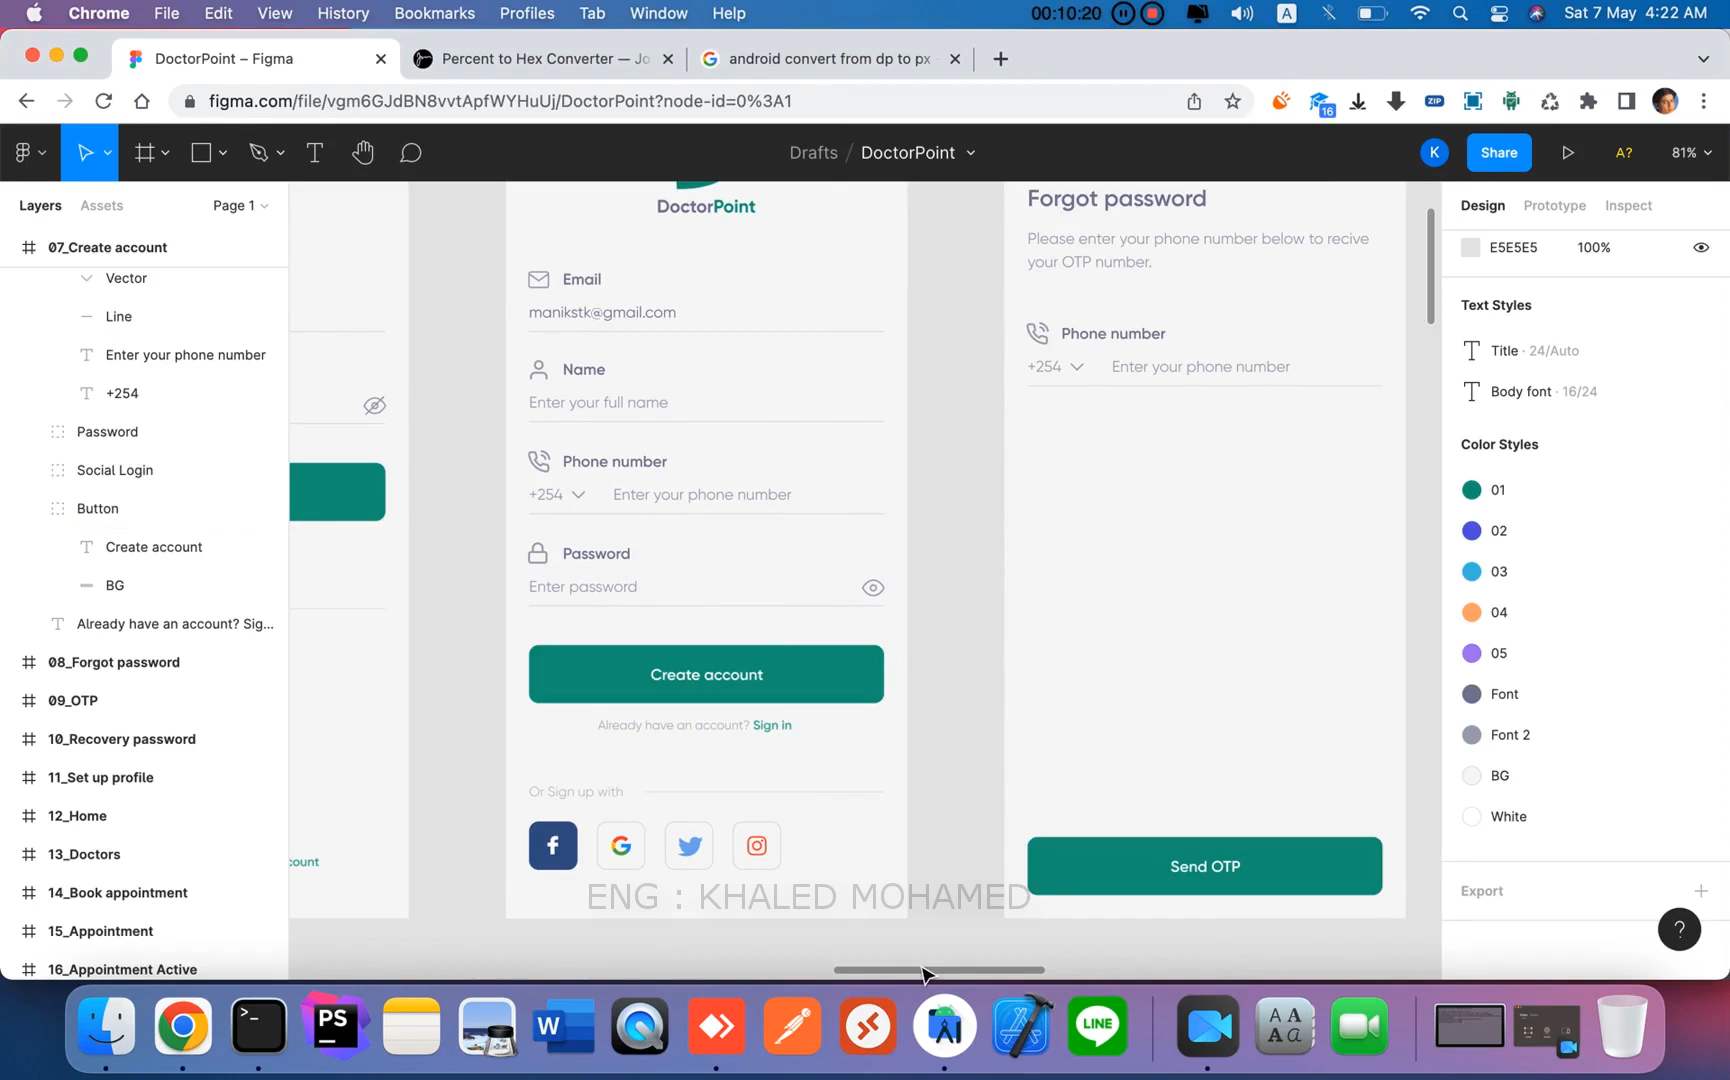 Chrome File Edit View History Bookmarks Profiles Tab Window Help 00:10:20 A Sat 7 May 4:22 AM
DoctorPoint – Figma
Percent to Hex Converter — Jo
android convert from dp to px
figma.com/file/vgm6GJdBN8vvtApfWYHuUj/DoctorPoint?node-id=0%3A1
16
ZIP
Drafts / DoctorPoint
K
Share
A?
81%
Layers
Assets
Page 1
07_Create account
Vector
Line
Enter your phone number
+254
Password
Social Login
Button
Create account
BG
Already have an account? Sig...
08_Forgot password
09_OTP
10_Recovery password
11_Set up profile
12_Home
13_Doctors
14_Book appointment
15_Appointment
16_Appointment Active
count
DoctorPoint
Email
manikstk@gmail.com
Name
Enter your full name
Phone number
+254 Enter your phone number
Password
Enter password
Create account
Already have an account? Sign in
Or Sign up with
ENG : KHALED MOHAMED
Forgot password
Please enter your phone number below to recive
your OTP number.
Phone number
+254 Enter your phone number
Send OTP
Design
Prototype
Inspect
E5E5E5 100%
Text Styles
Title · 24/Auto
Body font · 16/24
Color Styles
01
02
03
04
05
Font
Font 2
BG
White
Export
?
>_
PS
W
LINE
A A
A a